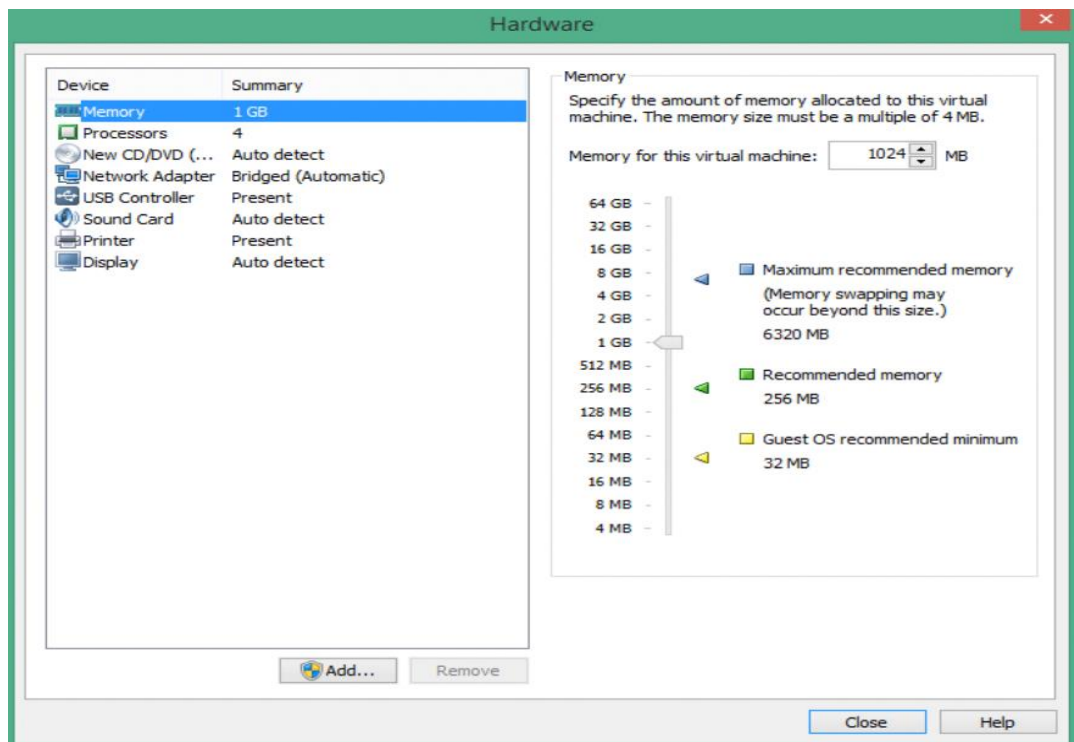 Hardware
Device Summary
Memory 1 GB
Processors 4
New CD/DVD (... Auto detect
Network Adapter Bridged (Automatic)
USB Controller Present
Sound Card Auto detect
Printer Present
Display Auto detect
Add...
Remove
Memory
Specify the amount of memory allocated to this virtual
machine. The memory size must be a multiple of 4 MB.
Memory for this virtual machine: 1024 MB
64 GB
32 GB
16 GB
8 GB
4 GB
2 GB
1 GB
512 MB
256 MB
128 MB
64 MB
32 MB
16 MB
8 MB
4 MB
Maximum recommended memory
(Memory swapping may
occur beyond this size.)
6320 MB
Recommended memory
256 MB
Guest OS recommended minimum
32 MB
Close
Help